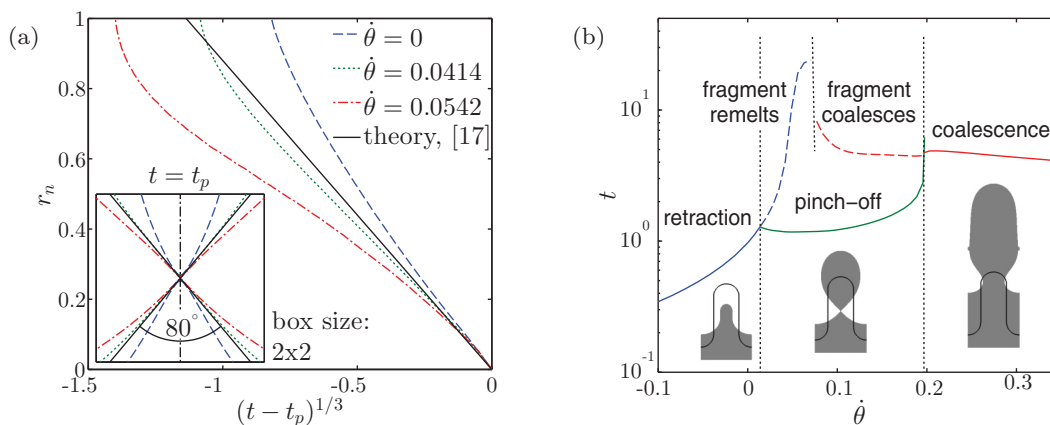 (a)
1
0.8
0.6
0.4
0.2
0
r_n
-1.5
-1
-0.5
0
(t − t_p)^{1/3}
θ̇ = 0
θ̇ = 0.0414
θ̇ = 0.0542
theory, [17]
t = t_p
80°
box size:
2x2
(b)
10^1
10^0
10^{-1}
t
fragment
remelts
fragment
coalesces
coalescence
retraction
pinch−off
-0.1
0
0.1
0.2
0.3
θ̇